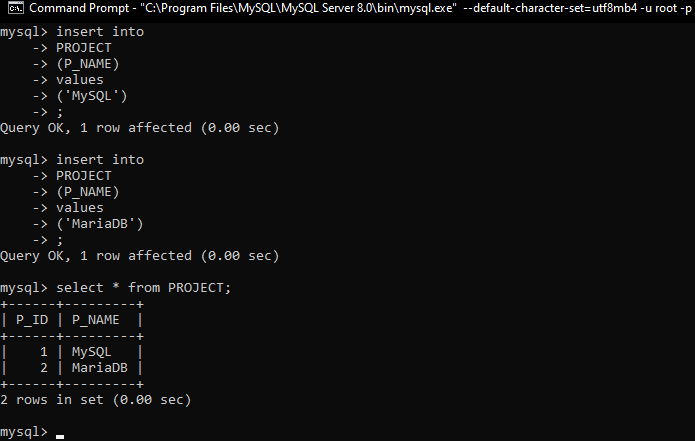 Command Prompt - "C:\Program Files\MySQL\MySQL Server 8.0\bin\mysql.exe"  --default-character-set=utf8mb4 -u root -p
mysql> insert into
    -> PROJECT
    -> (P_NAME)
    -> values
    -> ('MySQL')
    -> ;
Query OK, 1 row affected (0.00 sec)

mysql> insert into
    -> PROJECT
    -> (P_NAME)
    -> values
    -> ('MariaDB')
    -> ;
Query OK, 1 row affected (0.00 sec)

mysql> select * from PROJECT;
+------+---------+
| P_ID | P_NAME  |
+------+---------+
|    1 | MySQL   |
|    2 | MariaDB |
+------+---------+
2 rows in set (0.00 sec)

mysql> _